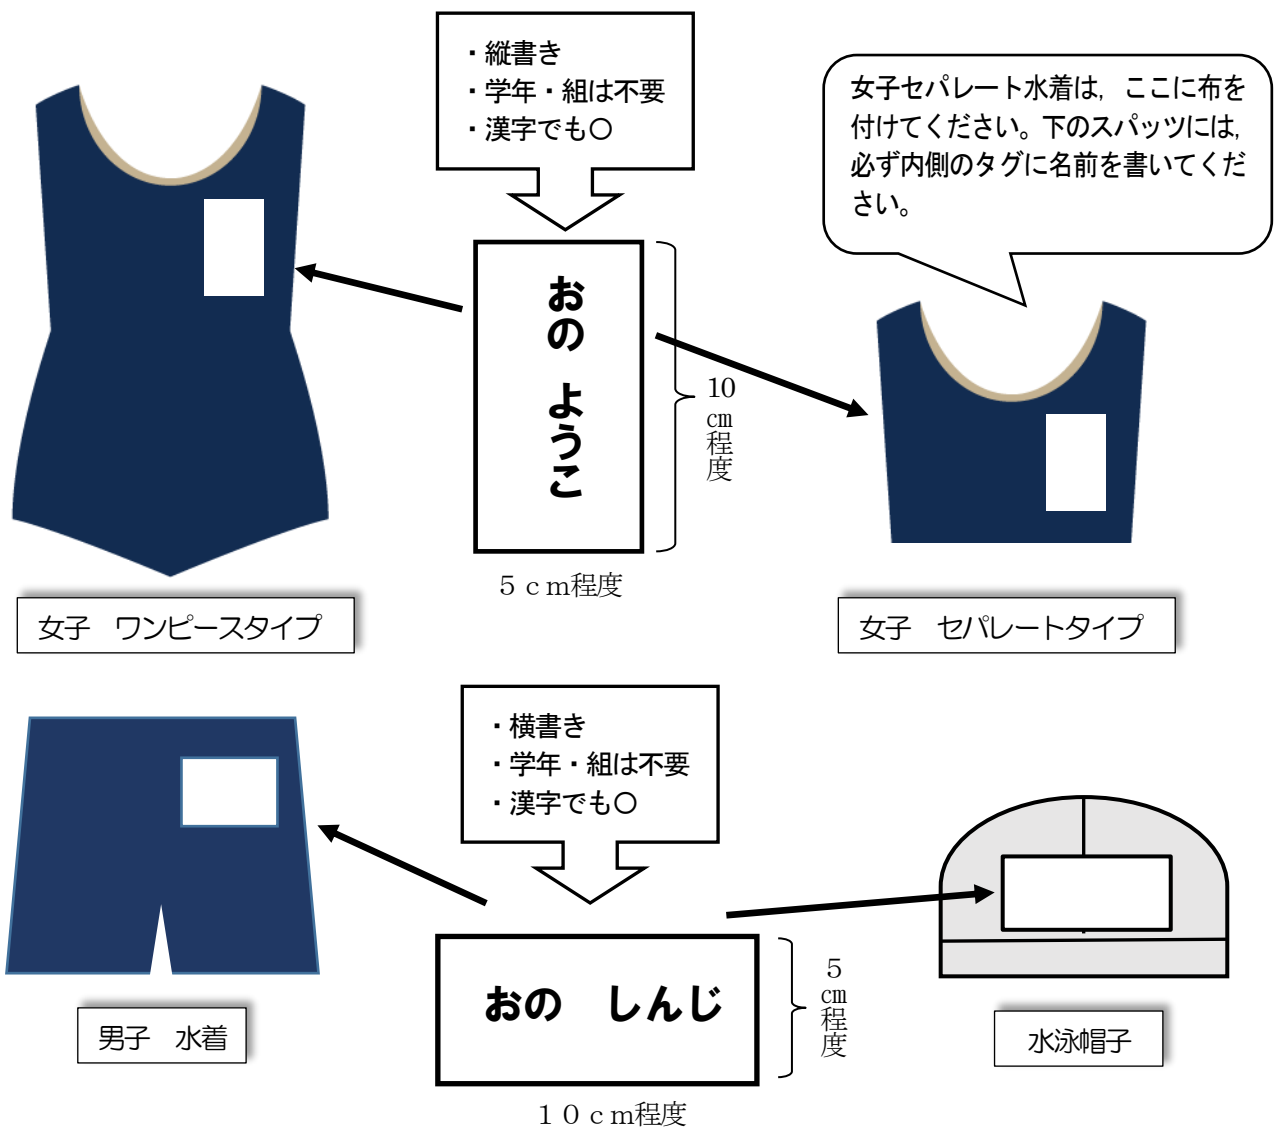 ・縦書き
・学年・組は不要
・漢字でも〇
女子セパレート水着は，ここに布を
付けてください。下のスパッツには，
必ず内側のタグに名前を書いてくだ
さい。
おの　ようこ
10㎝程度
５ｃｍ程度
女子　ワンピースタイプ
女子　セパレートタイプ
・横書き
・学年・組は不要
・漢字でも〇
おの　しんじ
５㎝程度
１０ｃｍ程度
男子　水着
水泳帽子